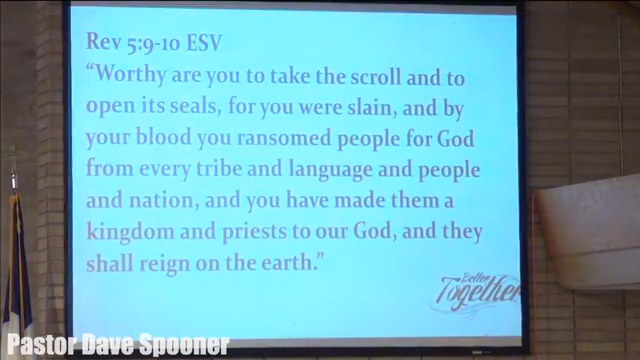 Rev 5:9-10 ESV
“Worthy are you to take the scroll and to
open its seals, for you were slain, and by
your blood you ransomed people for God
from every tribe and language and people
and nation, and you have made them a
kingdom and priests to our God, and they
shall reign on the earth.”
Better
Together
Pastor Dave Spooner